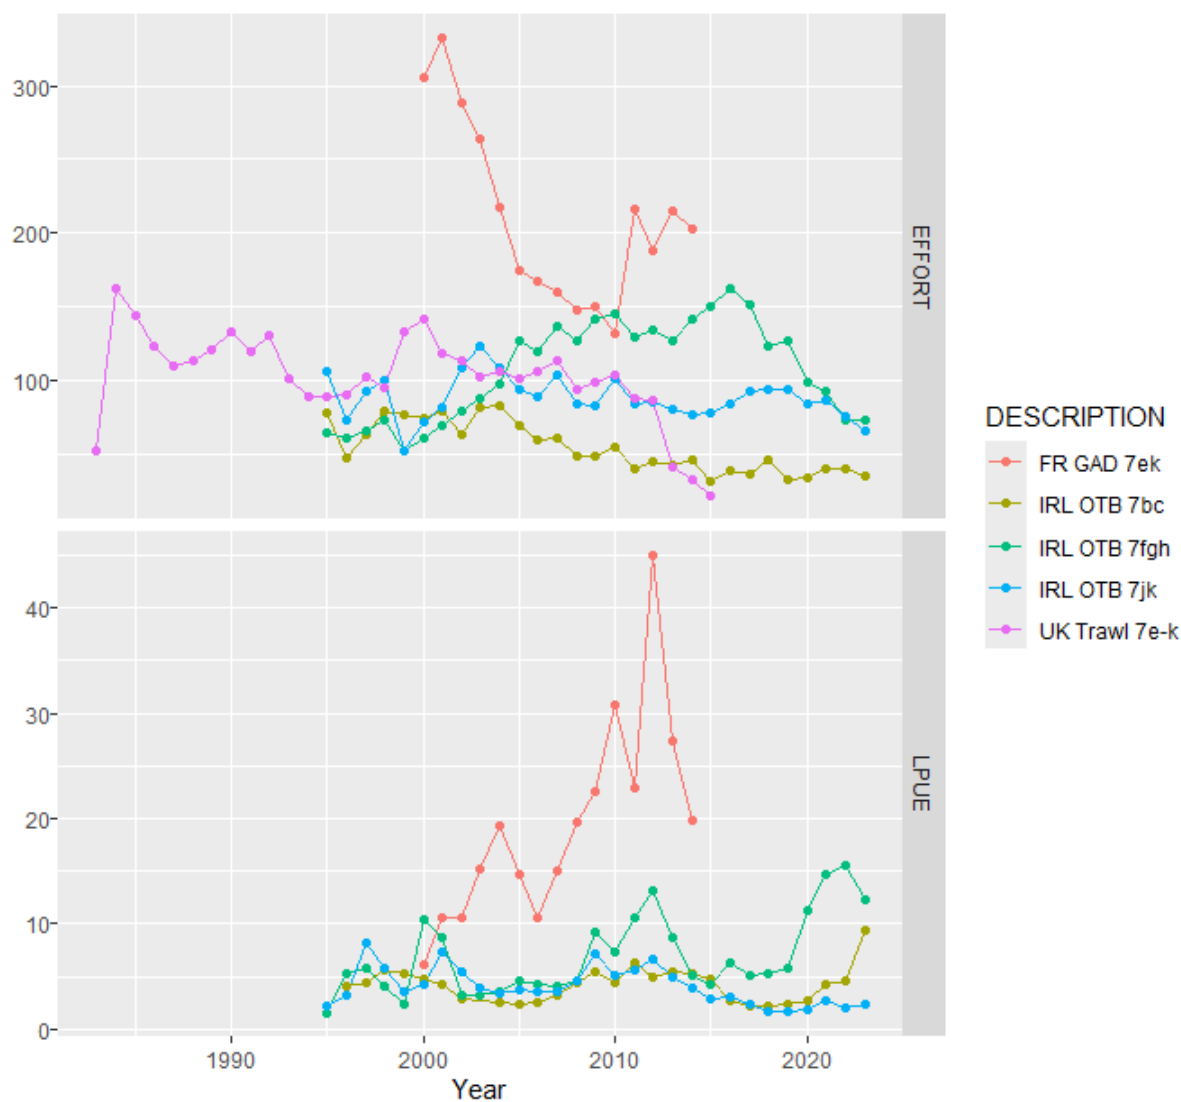 300
200
100
EFFORT
40
30
20
10
0
LPUE
1990 2000 2010 2020
Year
DESCRIPTION
FR GAD 7ek
IRL OTB 7bc
IRL OTB 7fgh
IRL OTB 7jk
UK Trawl 7e-k